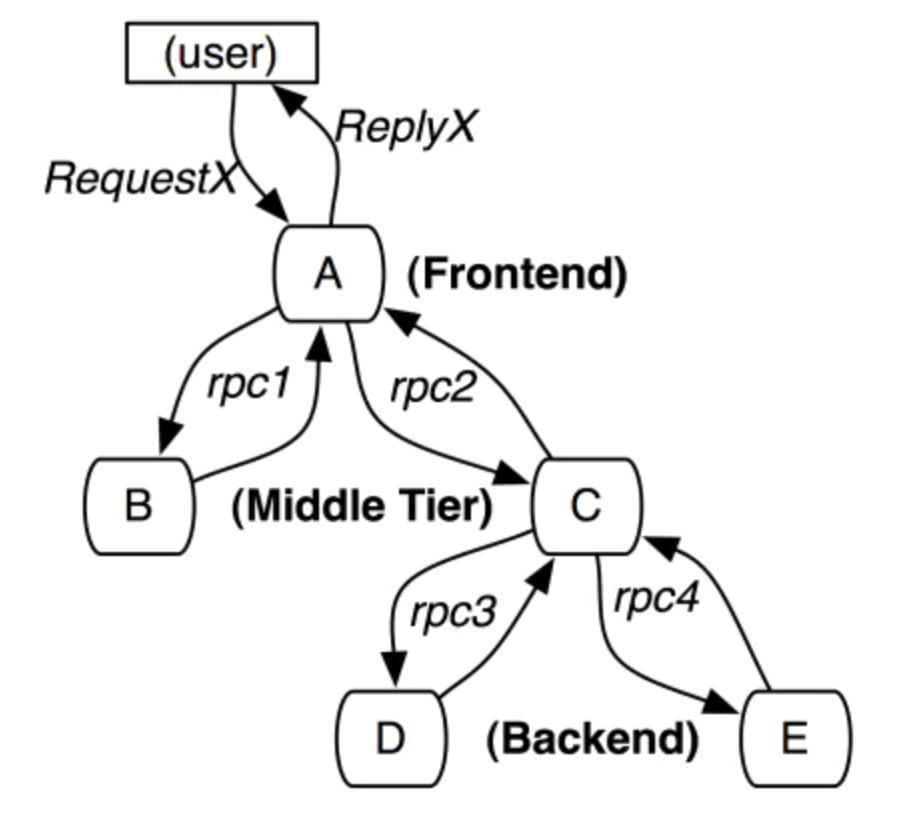 (user)
ReplyX
RequestX
A
(Frontend)
rpc1
rpc2
B
(Middle Tier)
C
rpc3
rpc4
D
(Backend)
E